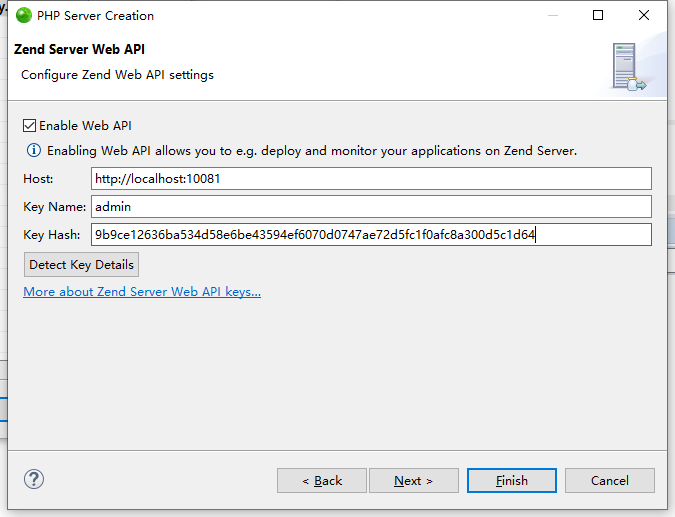 y.
PHP Server Creation
Zend Server Web API
Configure Zend Web API settings
Enable Web API
Enabling Web API allows you to e.g. deploy and monitor your applications on Zend Server.
Host: http://localhost:10081
Key Name: admin
Key Hash: 9b9ce12636ba534d58e6be43594ef6070d0747ae72d5fc1f0afc8a300d5c1d64
Detect Key Details
More about Zend Server Web API keys...
?
< Back Next > Finish Cancel